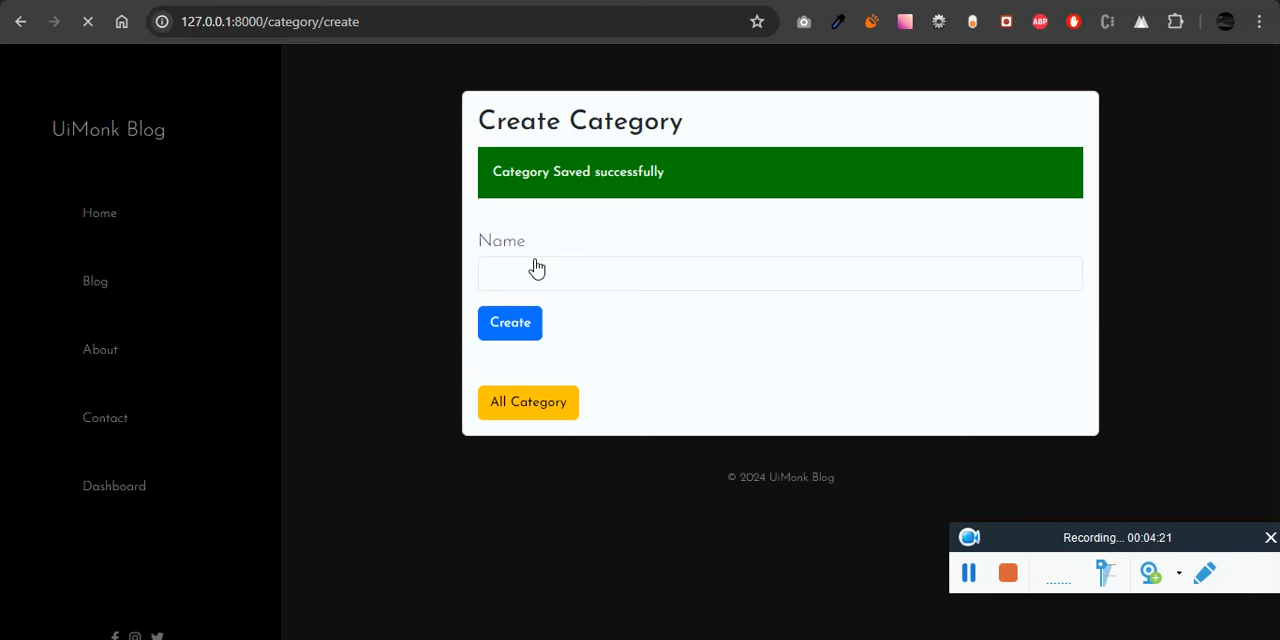 127.0.0.1:8000/category/create
ABP
UiMonk Blog
Home
Blog
About
Contact
Dashboard
Create Category
Category Saved successfully
Name
Create
All Category
© 2024 UiMonk Blog
Recording... 00:04:21